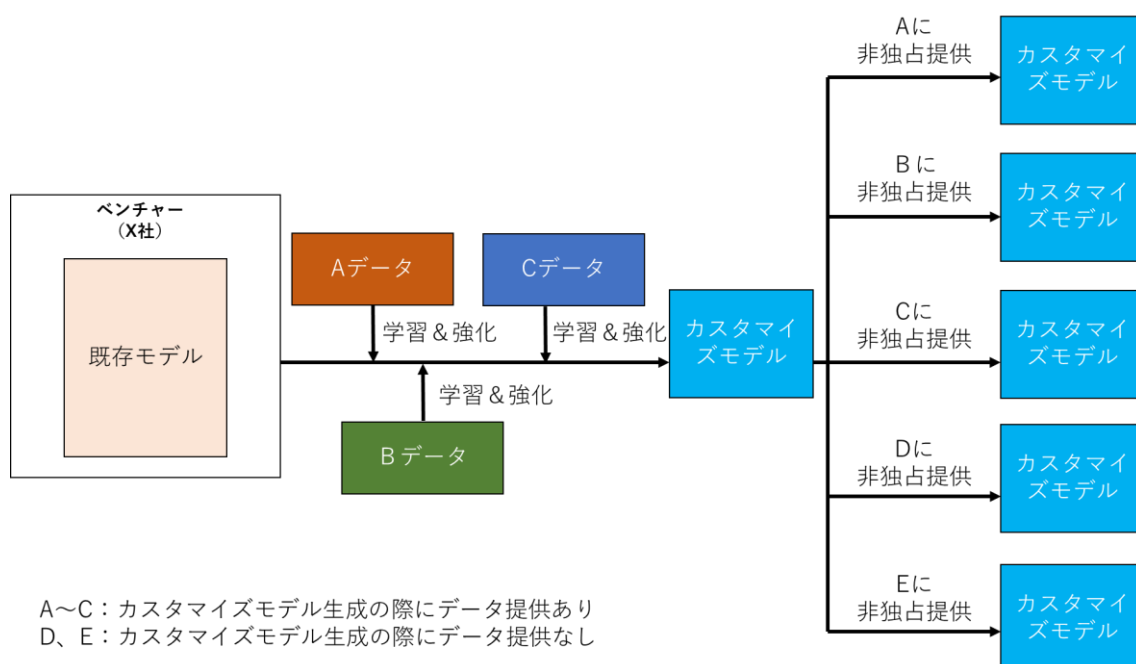 ベンチャー
（X社）
既存モデル
Aデータ
学習＆強化
Cデータ
学習＆強化
学習＆強化
Bデータ
カスタマイ
ズモデル
Aに
非独占提供
カスタマイ
ズモデル
Bに
非独占提供
カスタマイ
ズモデル
Cに
非独占提供
カスタマイ
ズモデル
Dに
非独占提供
カスタマイ
ズモデル
Eに
非独占提供
カスタマイ
ズモデル
A～C：カスタマイズモデル生成の際にデータ提供あり
D、E：カスタマイズモデル生成の際にデータ提供なし